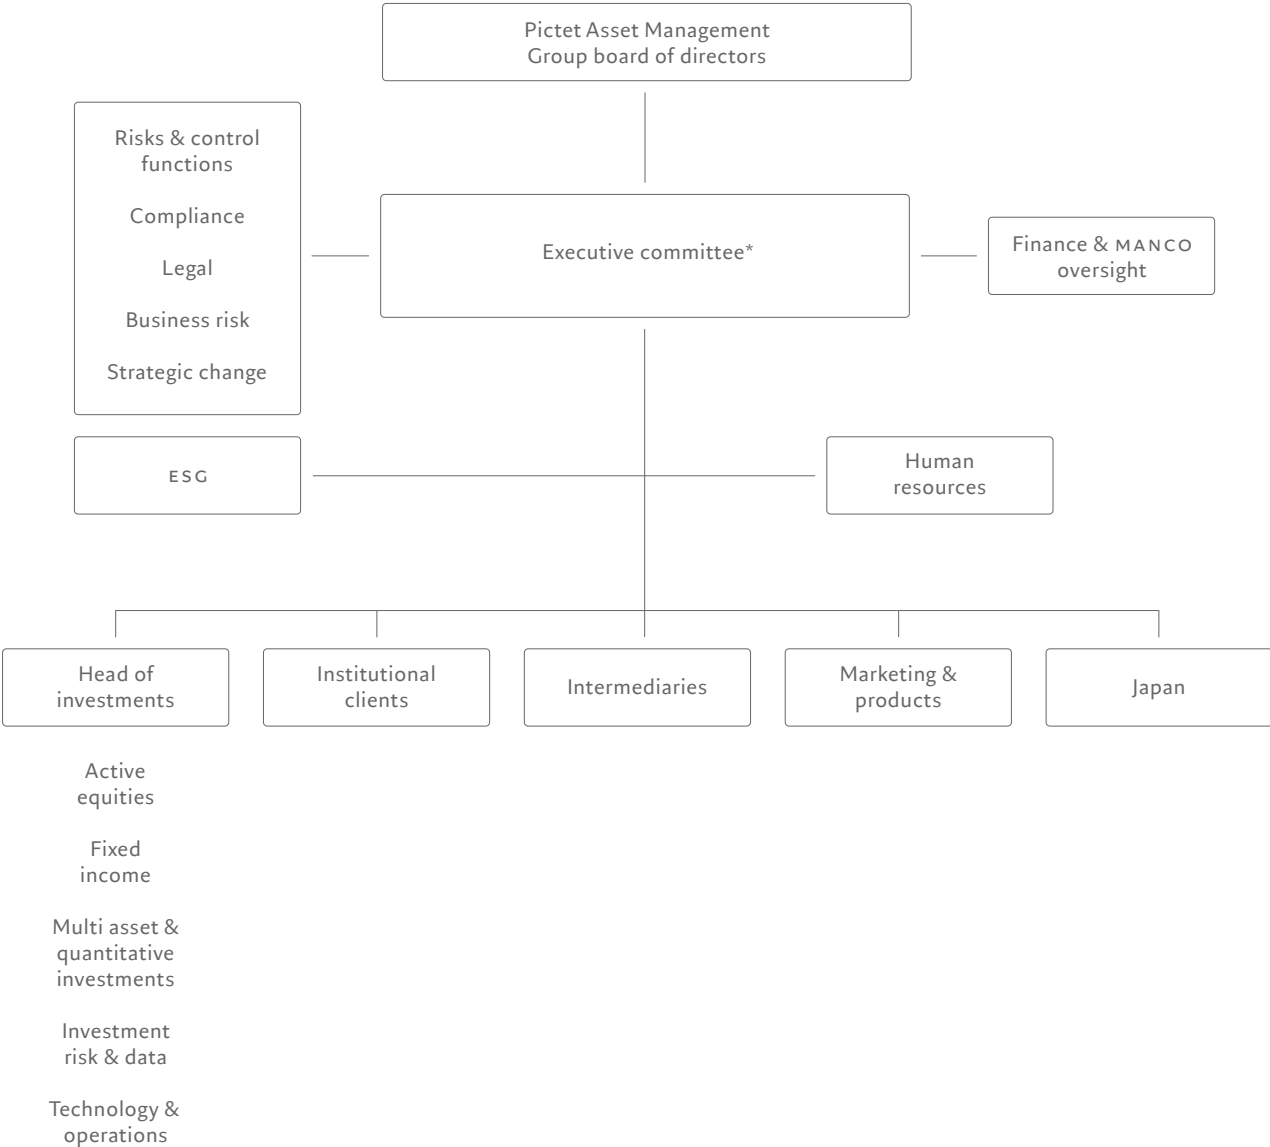 Pictet Asset Management
Group board of directors
Risks & control
functions
Compliance
Legal
Business risk
Strategic change
Executive committee*
Finance & MANCO
oversight
ESG
Human
resources
Head of
investments
Institutional
clients
Intermediaries
Marketing &
products
Japan
Active
equities
Fixed
income
Multi asset &
quantitative
investments
Investment
risk & data
Technology &
operations